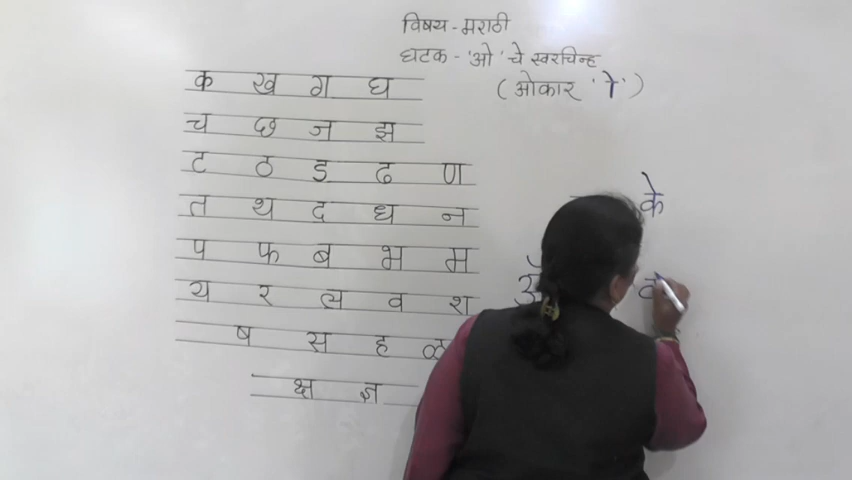 विषय - मराठी
घटक - 'ओ' चे स्वरचिन्ह
(ओकार 'ो')
क ख ग घ
च छ ज झ
ट ठ ड ढ ण
त थ द ध न
प फ ब भ म
य र ल व श
ष स ह ळ
क्ष ज्ञ
के